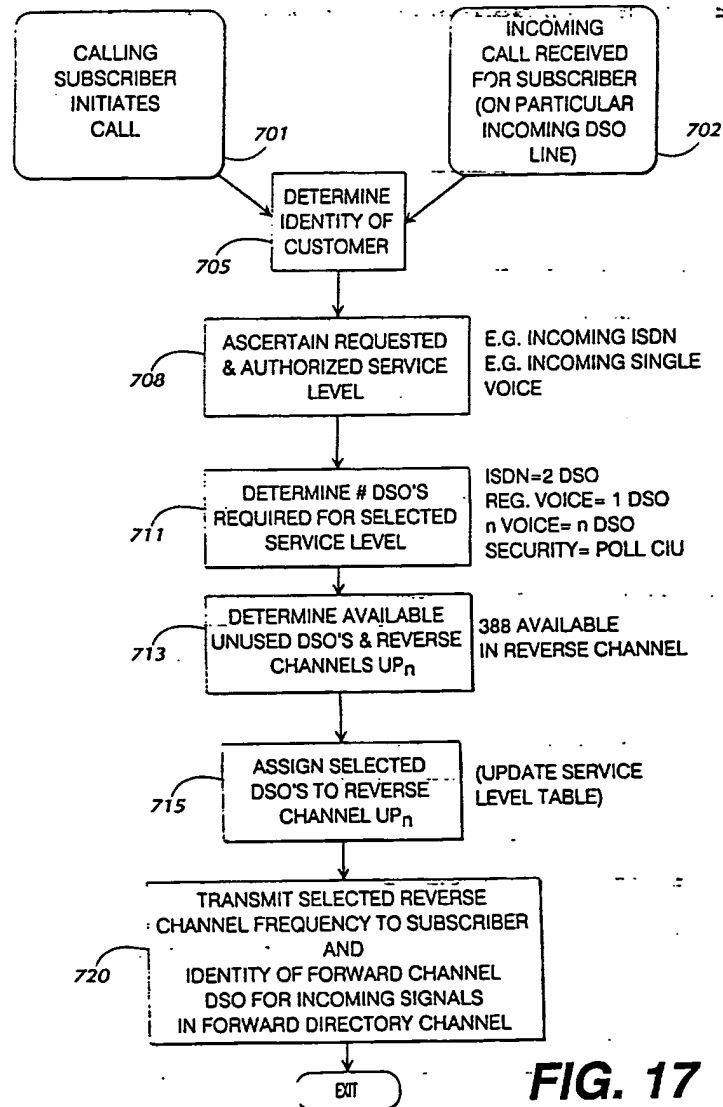 CALLING
SUBSCRIBER
INITIATES
CALL
701
INCOMING
CALL RECEIVED
FOR SUBSCRIBER
(ON PARTICULAR
INCOMING DSO
LINE)
702
DETERMINE
IDENTITY OF
CUSTOMER
705
ASCERTAIN REQUESTED
& AUTHORIZED SERVICE
LEVEL
708
E.G. INCOMING ISDN
E.G. INCOMING SINGLE
VOICE
DETERMINE # DSO'S
REQUIRED FOR SELECTED
SERVICE LEVEL
711
ISDN=2 DSO
REG. VOICE= 1 DSO
n VOICE= n DSO
SECURITY= POLL CIU
DETERMINE AVAILABLE
UNUSED DSO'S & REVERSE
CHANNELS UPn
713
388 AVAILABLE
IN REVERSE CHANNEL
ASSIGN SELECTED
DSO'S TO REVERSE
CHANNEL UPn
715
(UPDATE SERVICE
LEVEL TABLE)
TRANSMIT SELECTED REVERSE
CHANNEL FREQUENCY TO SUBSCRIBER
AND
IDENTITY OF FORWARD CHANNEL
DSO FOR INCOMING SIGNALS
IN FORWARD DIRECTORY CHANNEL
720
EXIT
FIG. 17